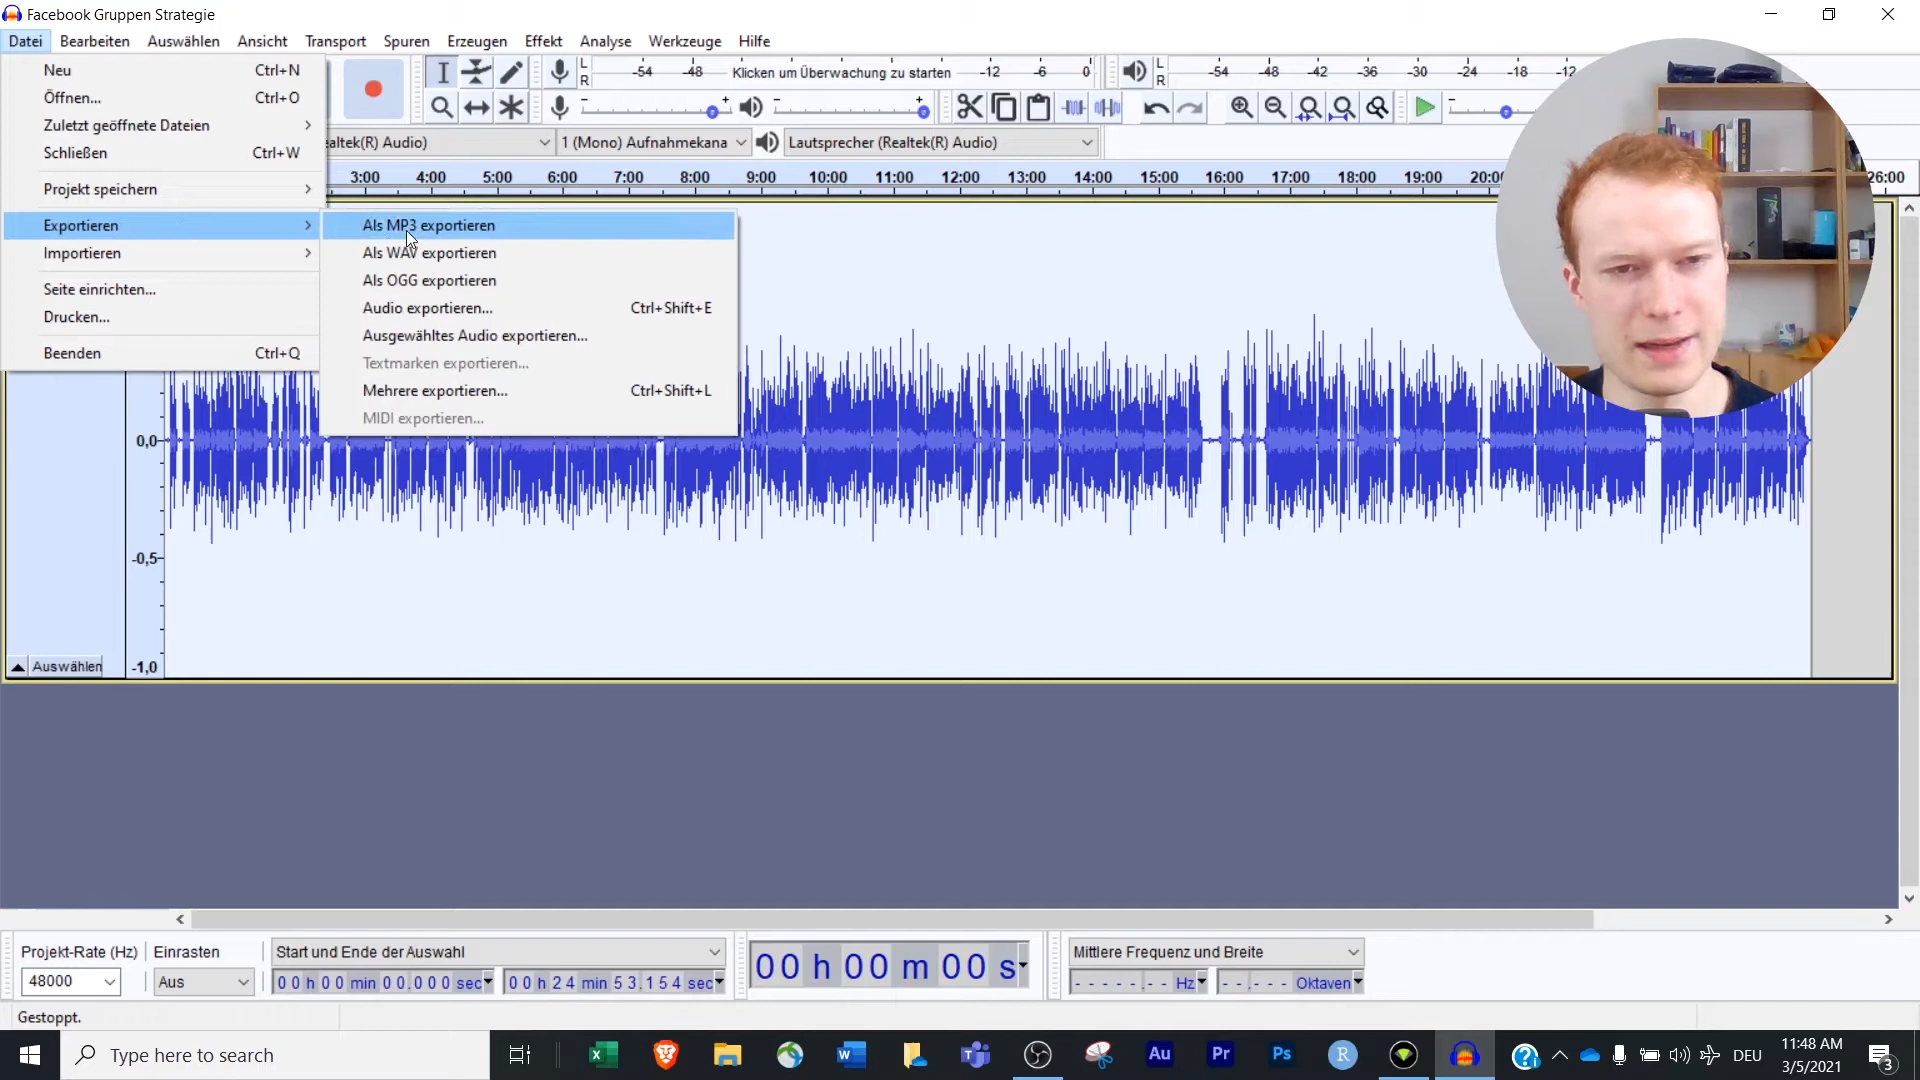 Facebook Gruppen Strategie
Datei Bearbeiten Auswählen Ansicht Transport Spuren Erzeugen Effekt Analyse Werkzeuge Hilfe
Neu Ctrl+N
Öffnen... Ctrl+O
Zuletzt geöffnete Dateien
Schließen Ctrl+W
Projekt speichern
Exportieren
Importieren
Seite einrichten...
Drucken...
Beenden Ctrl+Q
Als MP3 exportieren
Als WAV exportieren
Als OGG exportieren
Audio exportieren... Ctrl+Shift+E
Ausgewähltes Audio exportieren...
Textmarken exportieren...
Mehrere exportieren... Ctrl+Shift+L
MIDI exportieren...
L
R
-54 -48 Klicken um Überwachung zu starten -12 -6 0
L
R
-54 -48 -42 -36 -30 -24 -18 -12
- +
- +
-
altek(R) Audio) 1 (Mono) Aufnahmekana Lautsprecher (Realtek(R) Audio)
3:00 4:00 5:00 6:00 7:00 8:00 9:00 10:00 11:00 12:00 13:00 14:00 15:00 16:00 17:00 18:00 19:00 20:00 26:00
0,0
-0,5
-1,0
Auswählen
Projekt-Rate (Hz) Einrasten Start und Ende der Auswahl
48000 Aus 00 h 00 min 00.000 sec 00 h 24 min 53.154 sec
00 h 00 m 00 s
Mittlere Frequenz und Breite
- - - - - . - - Hz - - . - - - Oktaven
Gestoppt.
Type here to search
Au Pr Ps R
DEU
11:48 AM
3/5/2021
3